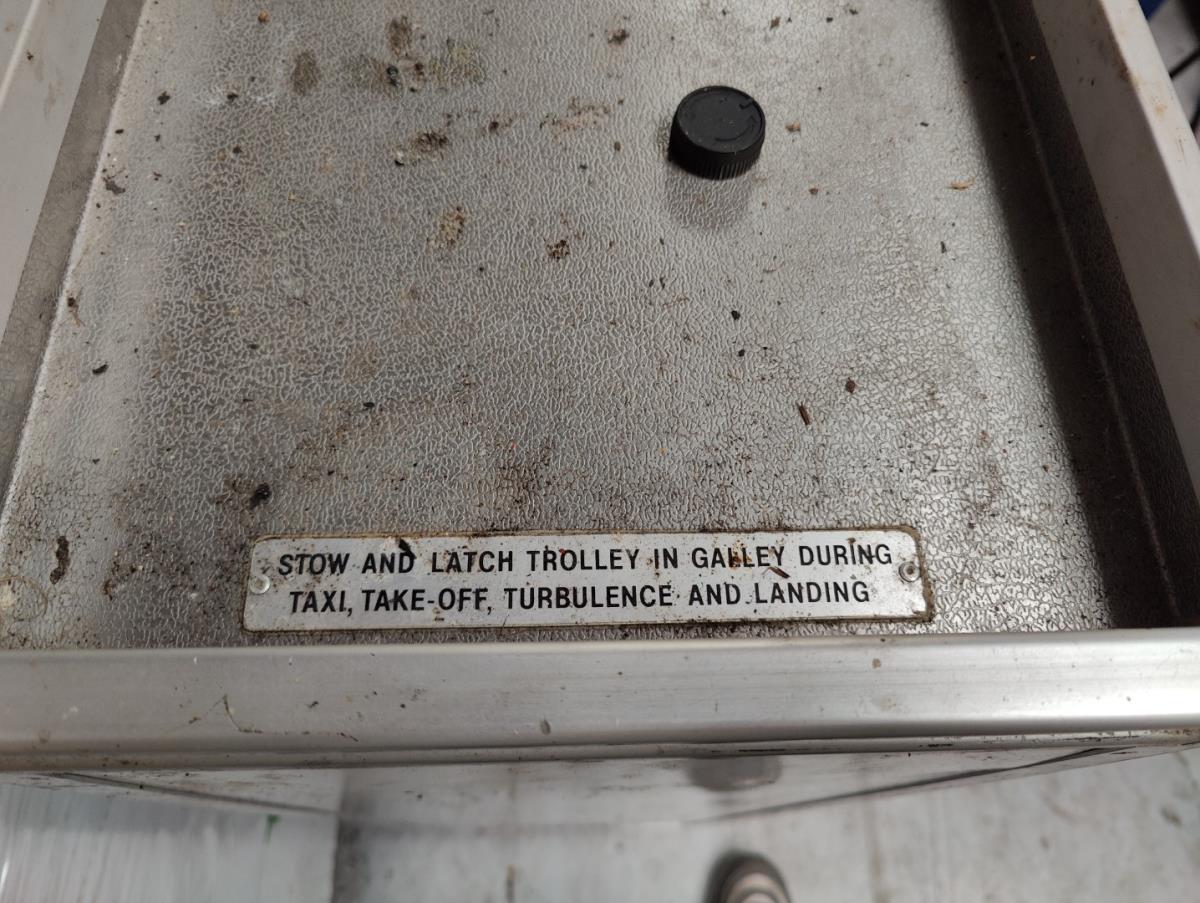 STOW AND LATCH TROLLEY IN GALLEY DURING
TAXI, TAKE-OFF, TURBULENCE AND LANDING